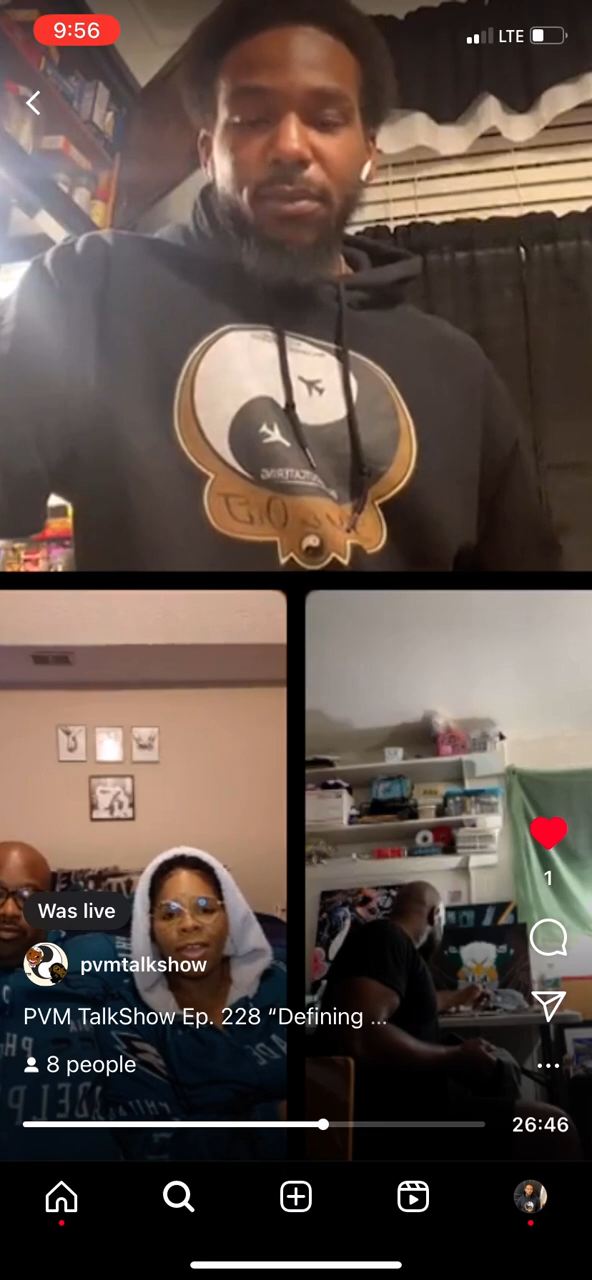 9:56
LTE
Was live
pvmtalkshow
PVM TalkShow Ep. 228 “Defining ...
8 people
1
26:46